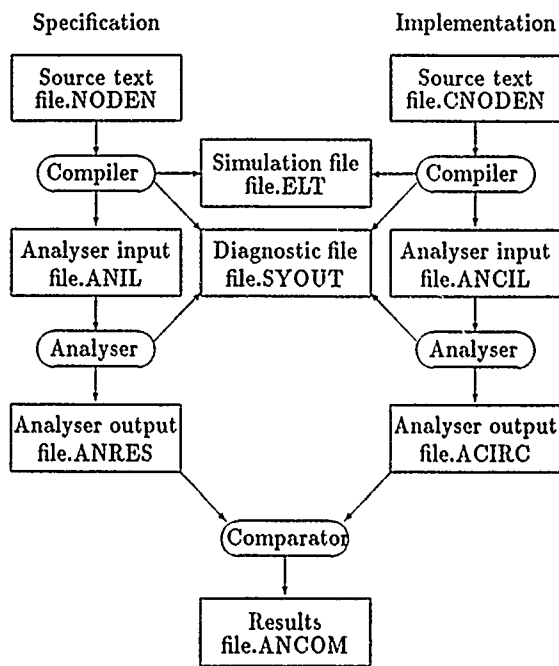 Specification
Implementation
Source text
file.NODEN
Source text
file.CNODEN
Compiler
Simulation file
file.ELT
Compiler
Analyser input
file.ANIL
Diagnostic file
file.SYOUT
Analyser input
file.ANCIL
Analyser
Analyser
Analyser output
file.ANRES
Analyser output
file.ACIRC
Comparator
Results
file.ANCOM